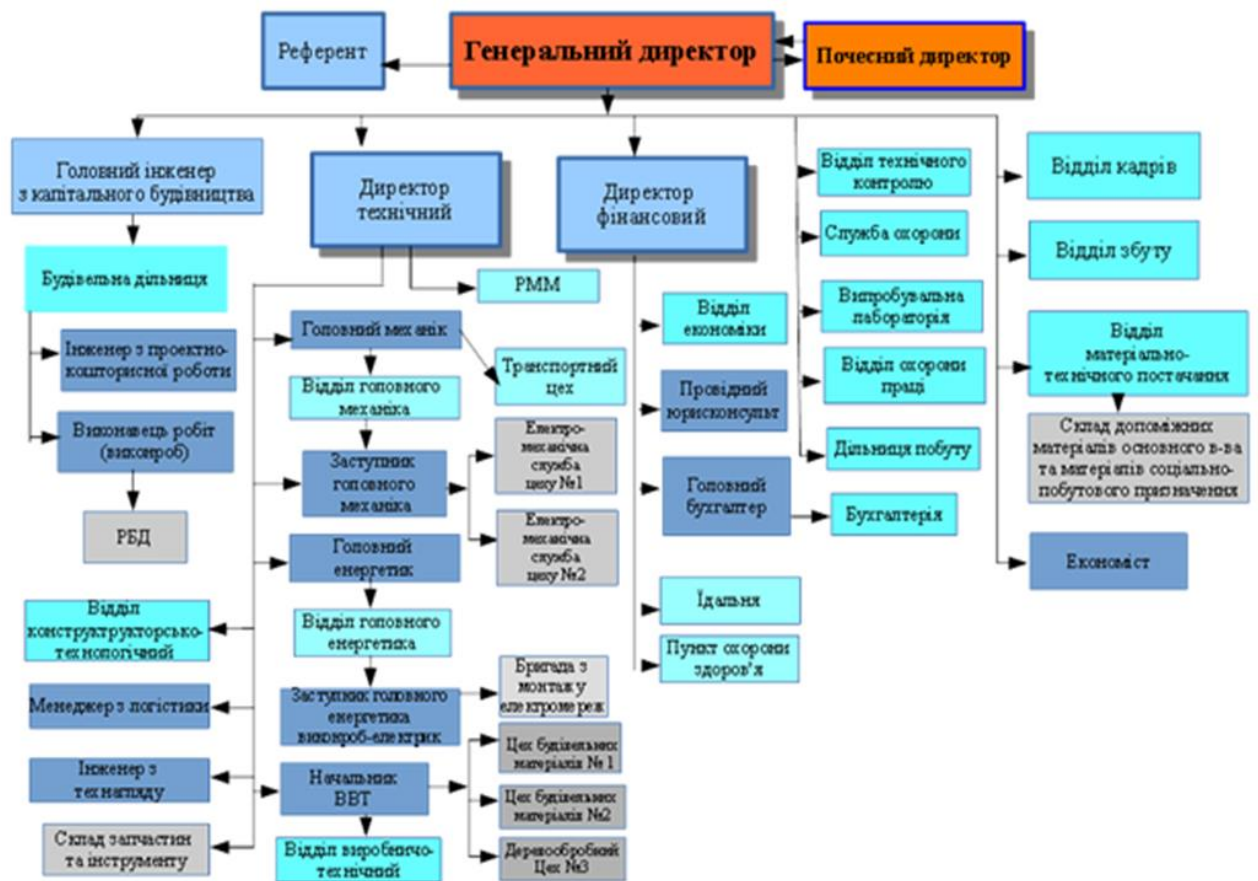 Референт
Генеральний директор
Почесний директор
Головний інженер
з капітального будівництва
Директор
технічний
Директор
фінансовий
Відділ технічного
контролю
Відділ кадрів
Будівельна дільниця
РММ
Служба охорони
Відділ збуту
Інженер з проектно-
кошторисної роботи
Виконавець робіт
(виконроб)
РБД
Головний механік
Транспортний
цех
Відділ головного
механіка
Заступник
головного
механіка
Електро-
механічна
служба
цеху №1
Електро-
механічна
служба
цеху №2
Головний
енергетик
Відділ головного
енергетика
Заступник головного
енергетика
виконроб-електрик
Бригада з
монтажу
електромереж
Начальник
ВВТ
Цех будівельних
матеріалів № 1
Цех будівельних
матеріалів №2
Деревообробний
Цех №3
Відділ виробничо-
технічний
Відділ
конструктрукторсько-
технологічний
Менеджер з логістики
Інженер з
технагляду
Склад запчастин
та інструменту
Відділ
економіки
Провідний
юрисконсульт
Головний
бухгалтер
Бухгалтерія
Їдальня
Пункт охорони
здоров'я
Випробувальна
лабораторія
Відділ охорони
праці
Дільниця побуту
Відділ
матеріально-
технічного постачання
Склад допоміжних
матеріалів основного в-ва
та матеріалів соціально-
побутового призначення
Економіст